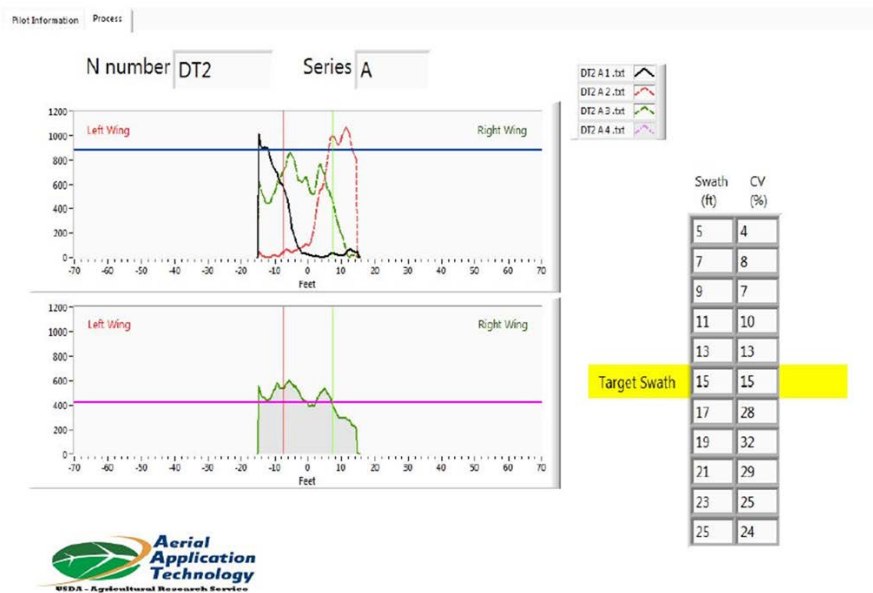 Pilot Information Process
N number DT2 Series A
DT2 A 1 .txt
DT2 A 2 .txt
DT2 A 3 .txt
DT2 A 4 .txt
1200
1000
800
600
400
200
0
Left Wing Right Wing
-70 -60 -50 -40 -30 -20 -10 0 10 20 30 40 50 60 70
Feet
1200
1000
800
600
400
200
0
Left Wing Right Wing
-70 -60 -50 -40 -30 -20 -10 0 10 20 30 40 50 60 70
Feet
Swath CV
(ft) (%)
5 4
7 8
9 7
11 10
13 13
Target Swath 15 15
17 28
19 32
21 29
23 25
25 24
Aerial
Application
Technology
USDA - Agricultural Research Service